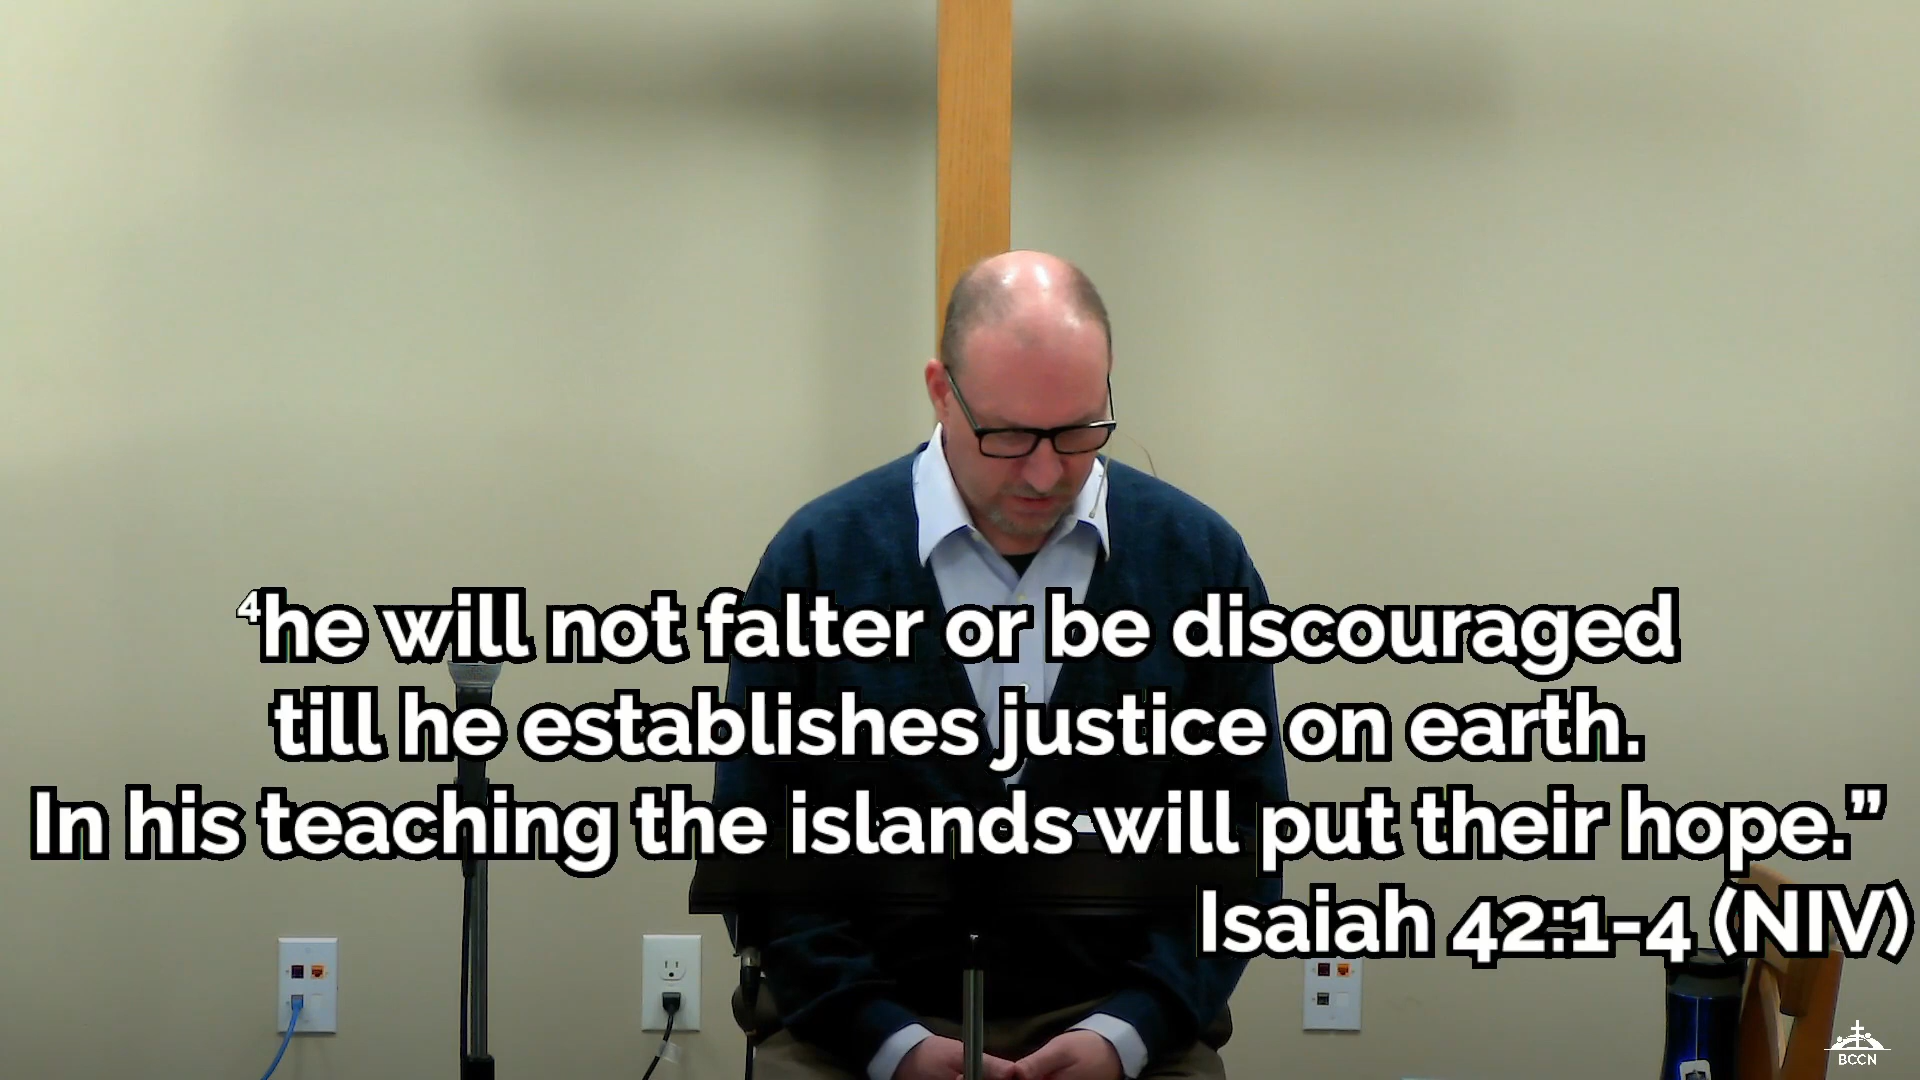 ⁴he will not falter or be discouraged
till he establishes justice on earth.
In his teaching the islands will put their hope.”
Isaiah 42:1-4 (NIV)
BCCN